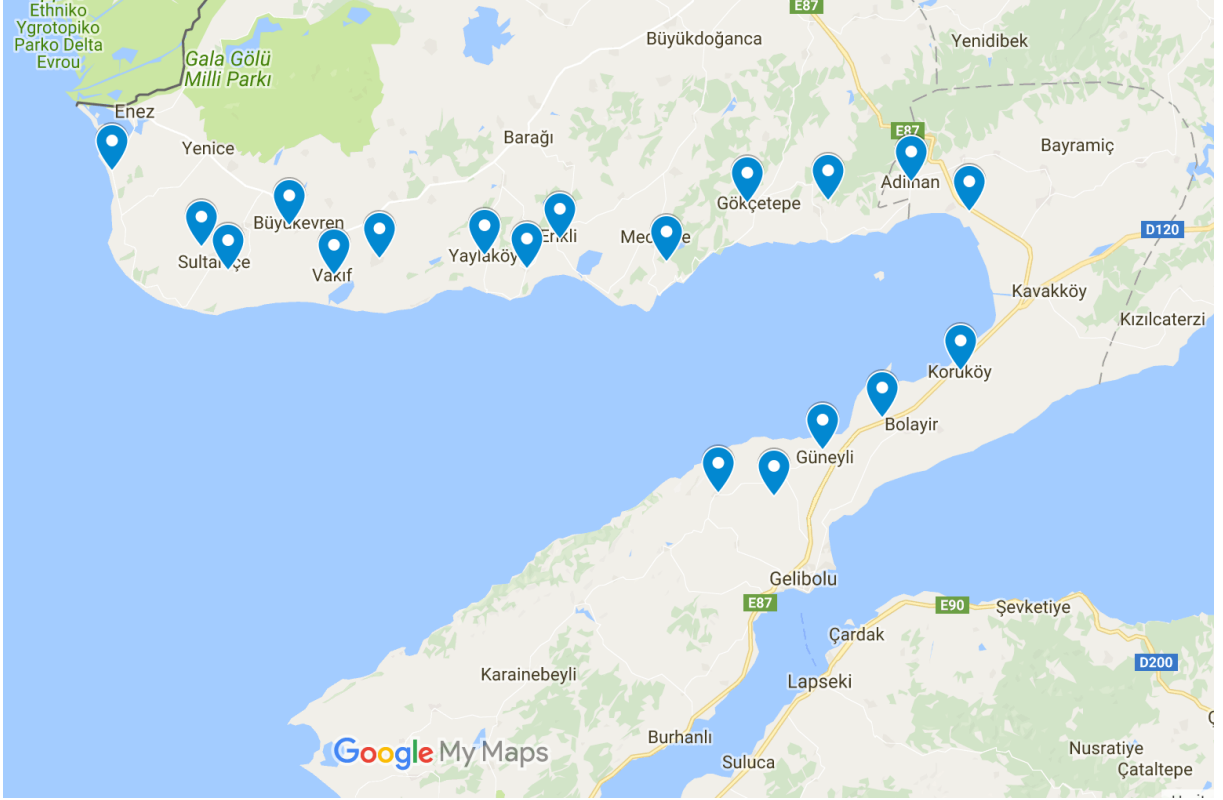 Ethniko
Ygrotopiko
Parko Delta
Evrou
E87
Büyükdoğanca
Yenidibek
Gala Gölü
Milli Parkı
Enez
Yenice
Barağı
E87
Bayramiç
Adilhan
Gökçetepe
Büyükevren
D120
Erikli
Yaylaköy
Sultaniçe
Vakıf
Kavakköy
Kızılcaterzi
Koruköy
Bolayir
Güneyli
Gelibolu
E87
E90
Şevketiye
Çardak
D200
Karainebeyli
Lapseki
Burhanlı
Nusratiye
Suluca
Çataltepe
Google My Maps